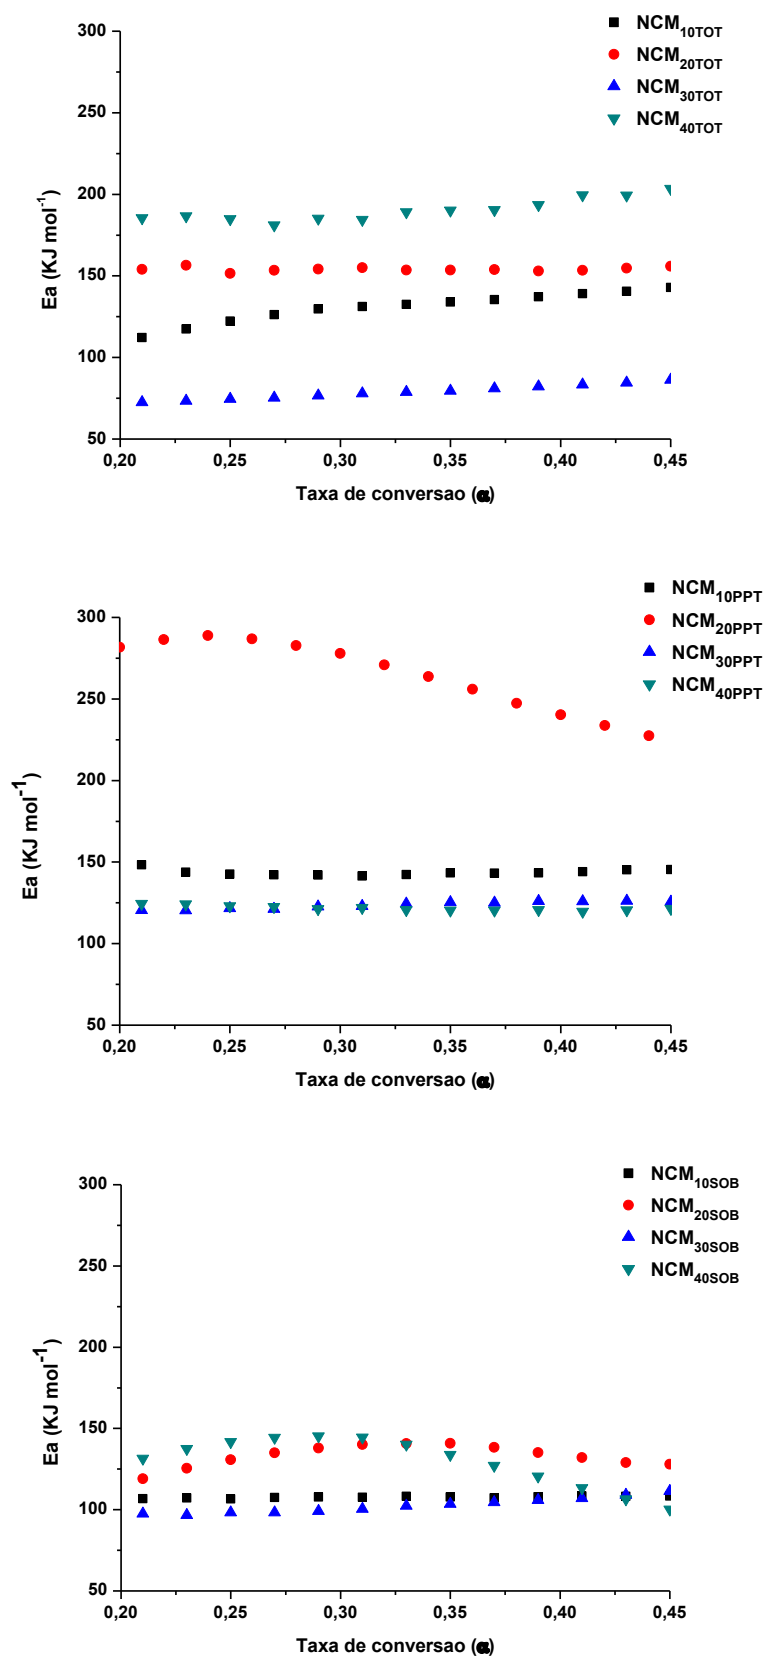 NCM10TOT
NCM20TOT
NCM30TOT
NCM40TOT
300
250
200
150
100
50
Ea (KJ mol-1)
0,20 0,25 0,30 0,35 0,40 0,45
Taxa de conversao (α)
NCM10PPT
NCM20PPT
NCM30PPT
NCM40PPT
300
250
200
150
100
50
Ea (KJ mol-1)
0,20 0,25 0,30 0,35 0,40 0,45
Taxa de conversao (α)
NCM10SOB
NCM20SOB
NCM30SOB
NCM40SOB
300
250
200
150
100
50
Ea (KJ mol-1)
0,20 0,25 0,30 0,35 0,40 0,45
Taxa de conversao (α)